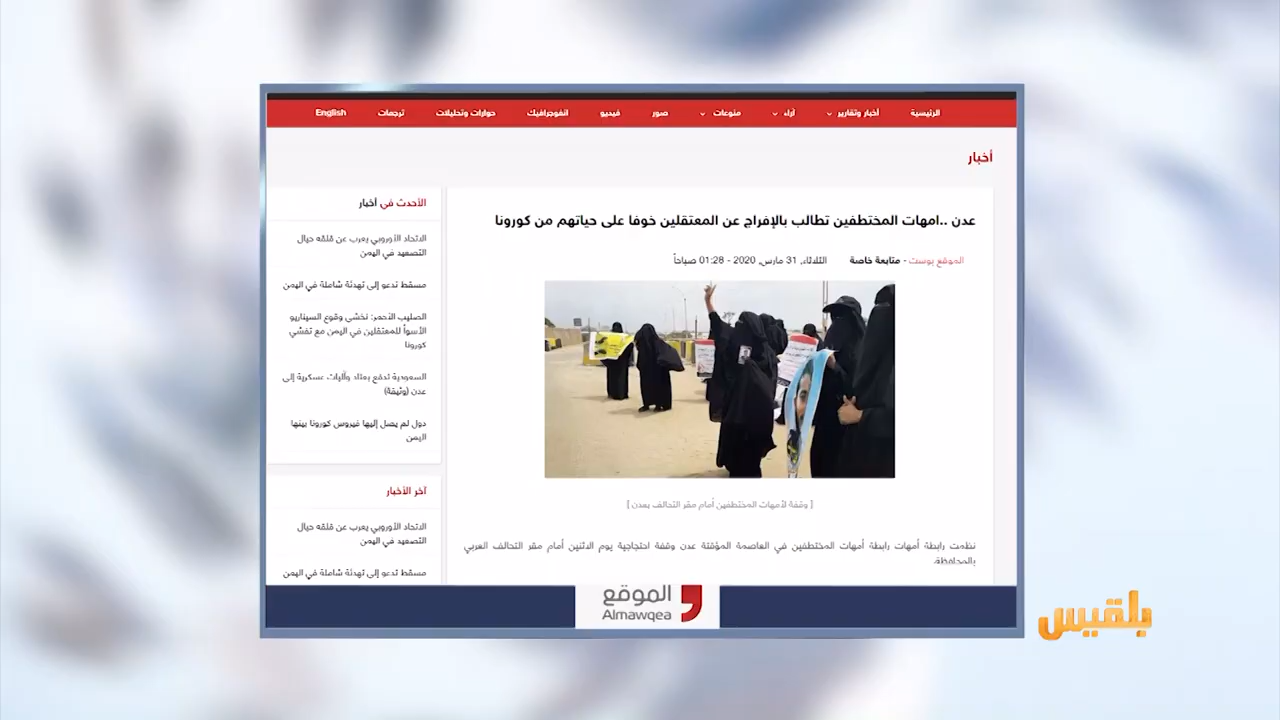 الرئيسية أخبار وتقارير آراء منوعات صور فيديو انفوجرافيك حوارات وتحليلات ترجمات English
أخبار
عدن ..امهات المختطفين تطالب بالإفراج عن المعتقلين خوفا على حياتهم من كورونا
الموقع بوست - متابعة خاصة الثلاثاء, 31 مارس, 2020 - 01:28 صباحاً
[ وقفة لأمهات المختطفين أمام مقر التحالف بعدن ]
نظمت رابطة أمهات رابطة أمهات المختطفين في العاصمة المؤقتة عدن وقفة احتجاجية يوم الاثنين أمام مقر التحالف العربي
بالمحافظة.
الأحدث في أخبار
الاتحاد الأوروبي يعرب عن قلقه حيال
التصعيد في اليمن
مسقط تدعو إلى تهدئة شاملة في اليمن
الصليب الأحمر: نخشى وقوع السيناريو
الأسوأ للمعتقلين في اليمن مع تفشي
كورونا
السعودية تدفع بعتاد وآليات عسكرية إلى
عدن (وثيقة)
دول لم يصل إليها فيروس كورونا بينها
اليمن
آخر الأخبار
الاتحاد الأوروبي يعرب عن قلقه حيال
التصعيد في اليمن
مسقط تدعو إلى تهدئة شاملة في اليمن
الموقع
Almawqea
بلقيس